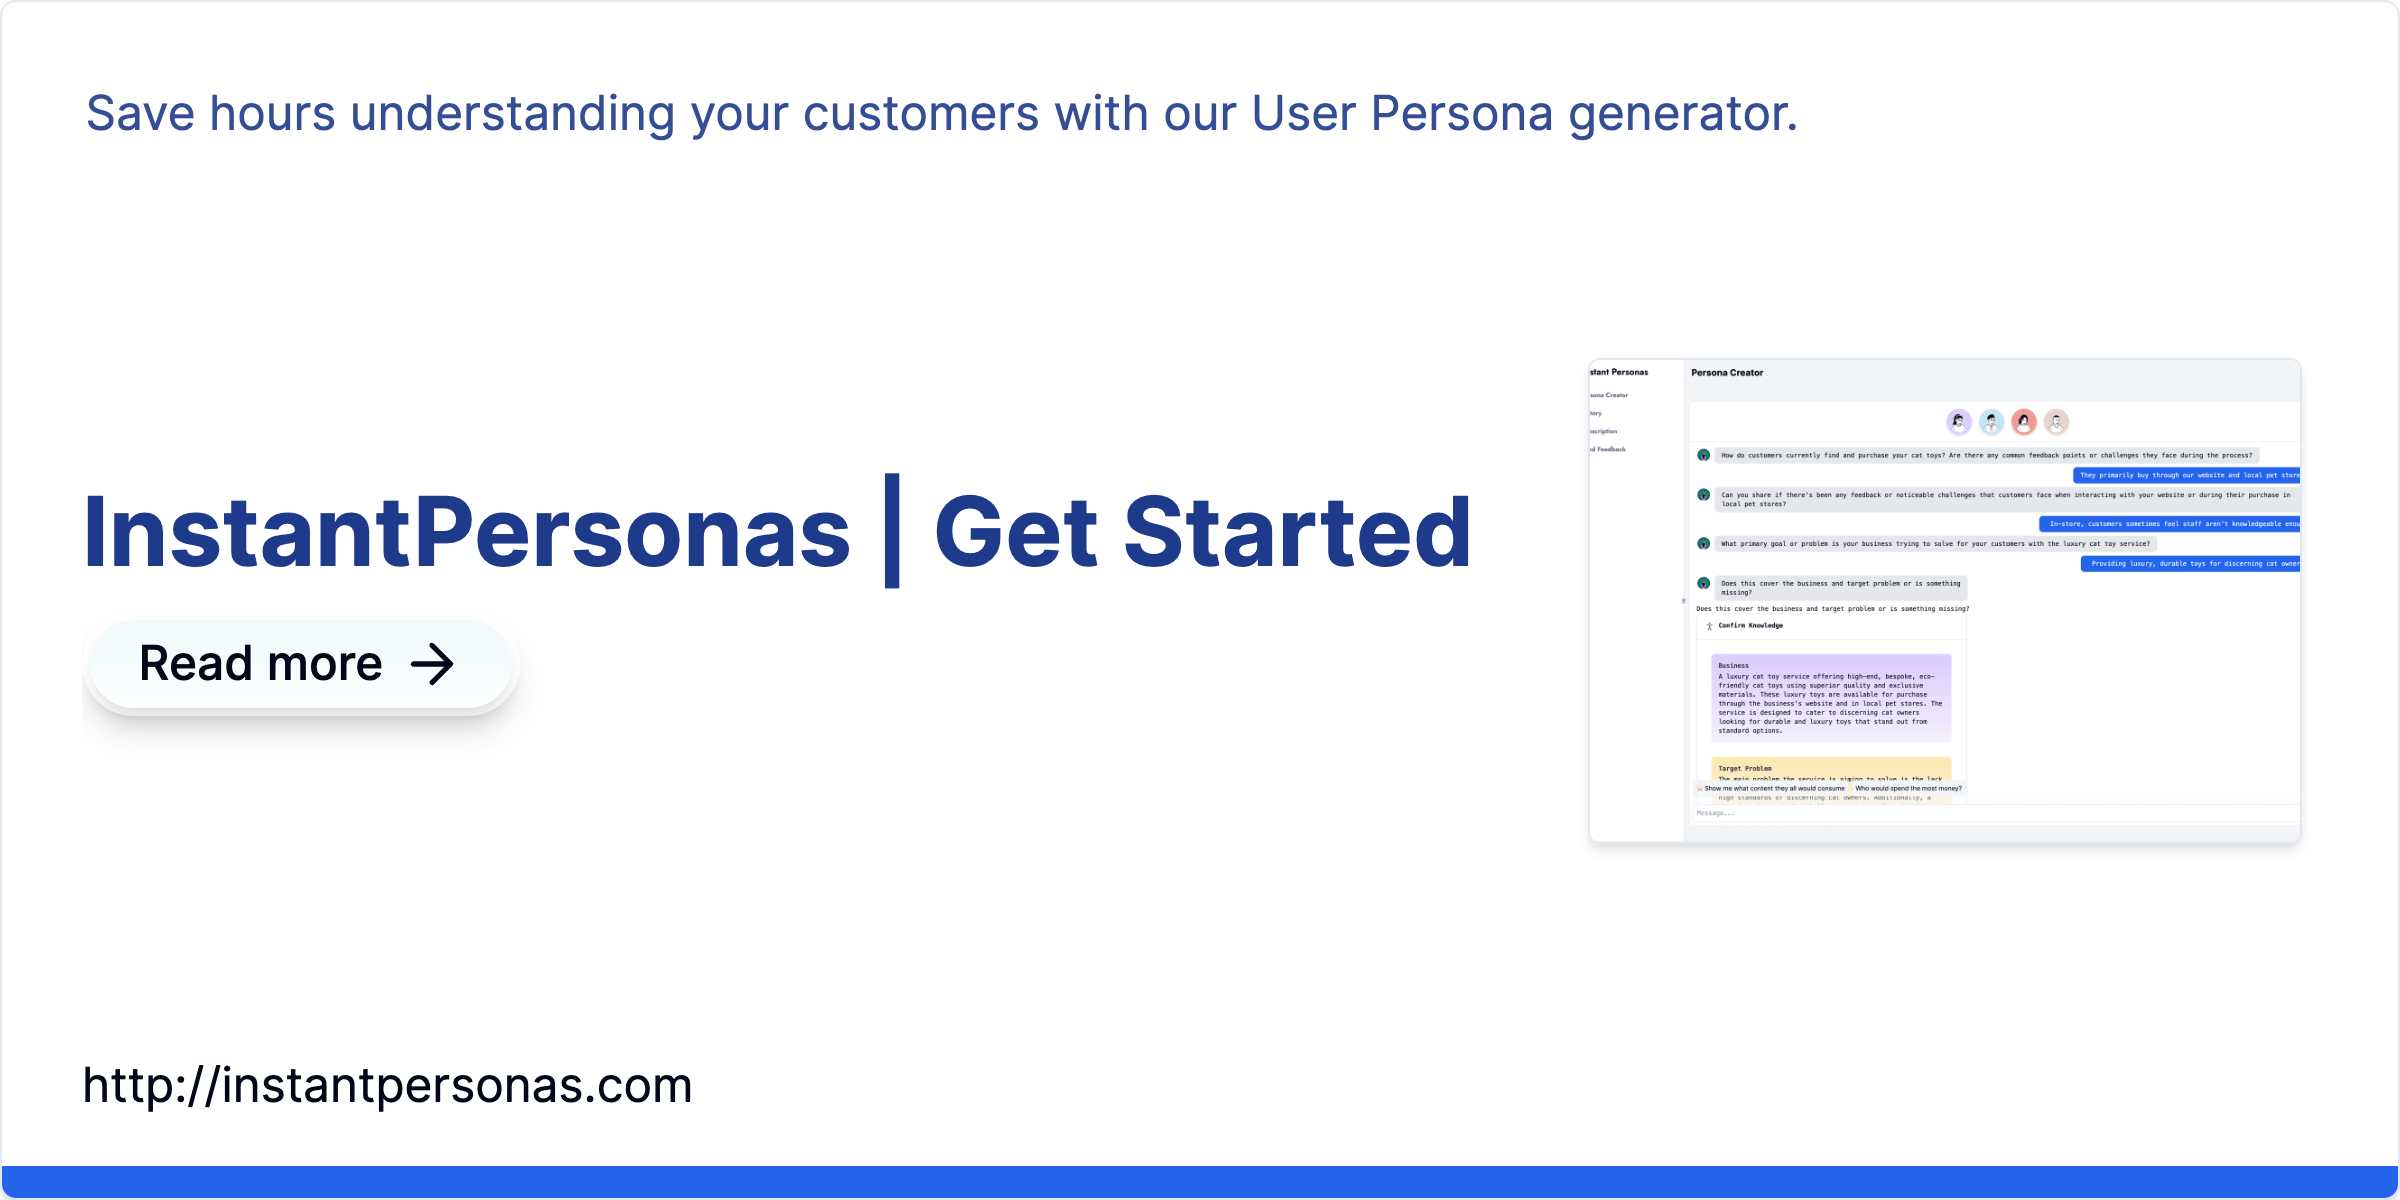 Save hours understanding your customers with our User Persona generator.
InstantPersonas | Get Started
Read more
http://instantpersonas.com
stant Personas
sona Creator
tory
scription
d Feedback
Persona Creator
How do customers currently find and purchase your cat toys? Are there any common feedback points or challenges they face during the process?
They primarily buy through our website and local pet store
Can you share if there's been any feedback or noticeable challenges that customers face when interacting with your website or during their purchase in
local pet stores?
In-store, customers sometimes feel staff aren't knowledgeable enou
What primary goal or problem is your business trying to solve for your customers with the luxury cat toy service?
Providing luxury, durable toys for discerning cat owner
Does this cover the business and target problem or is something
missing?
Does this cover the business and target problem or is something missing?
Confirm Knowledge
Business
A luxury cat toy service offering high-end, bespoke, eco-
friendly cat toys using superior quality and exclusive
materials. These luxury toys are available for purchase
through the business's website and in local pet stores. The
service is designed to cater to discerning cat owners
looking for durable and luxury toys that stand out from
standard options.
Target Problem
The main problem the service is aiming to solve is the lack
Show me what content they all would consume
Who would spend the most money?
high standards of discerning cat owners. Additionally, a
Message...